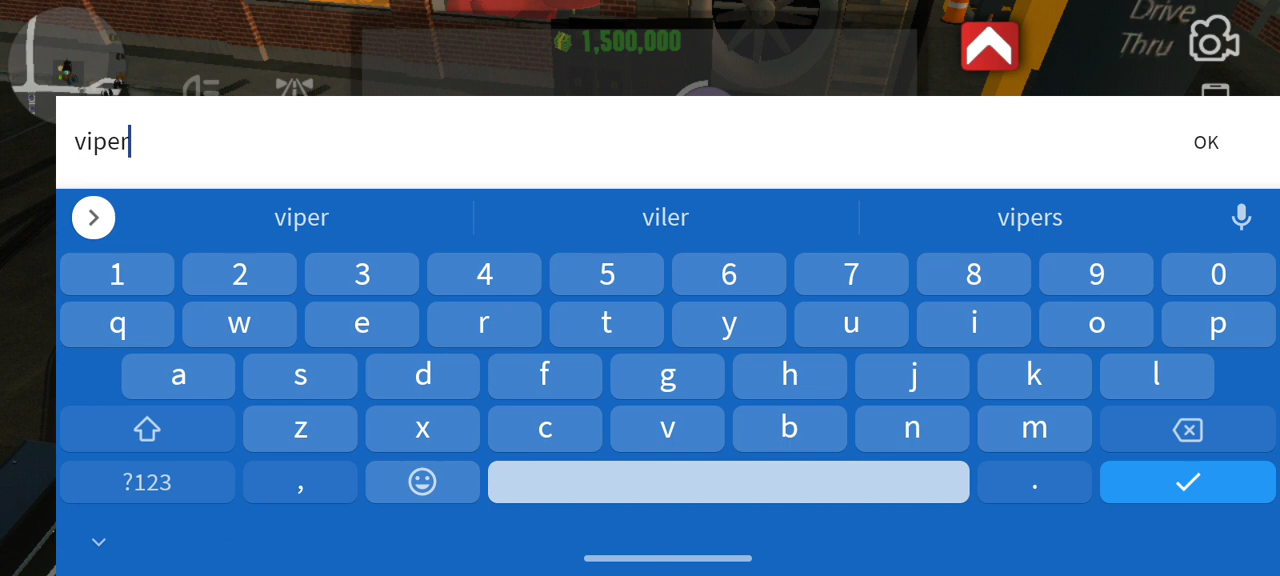 Drive
Thru
1,500,000
viper
OK
viper viler vipers
1 2 3 4 5 6 7 8 9 0
q w e r t y u i o p
a s d f g h j k l
z x c v b n m
?123 , .